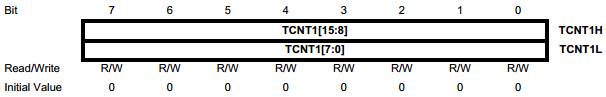 Bit 7 6 5 4 3 2 1 0
TCNT1[15:8] TCNT1H
TCNT1[7:0] TCNT1L
Read/Write R/W R/W R/W R/W R/W R/W R/W R/W
Initial Value 0 0 0 0 0 0 0 0